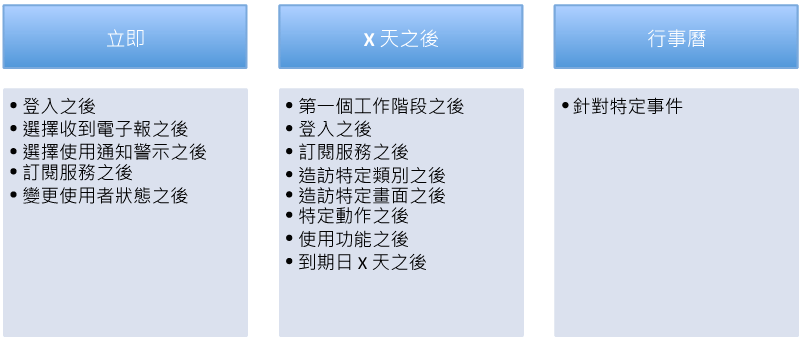 立即
• 登入之後
• 選擇收到電子報之後
• 選擇使用通知警示之後
• 訂閱服務之後
• 變更使用者狀態之後
X 天之後
• 第一個工作階段之後
• 登入之後
• 訂閱服務之後
• 造訪特定類別之後
• 造訪特定畫面之後
• 特定動作之後
• 使用功能之後
• 到期日 X 天之後
行事曆
• 針對特定事件